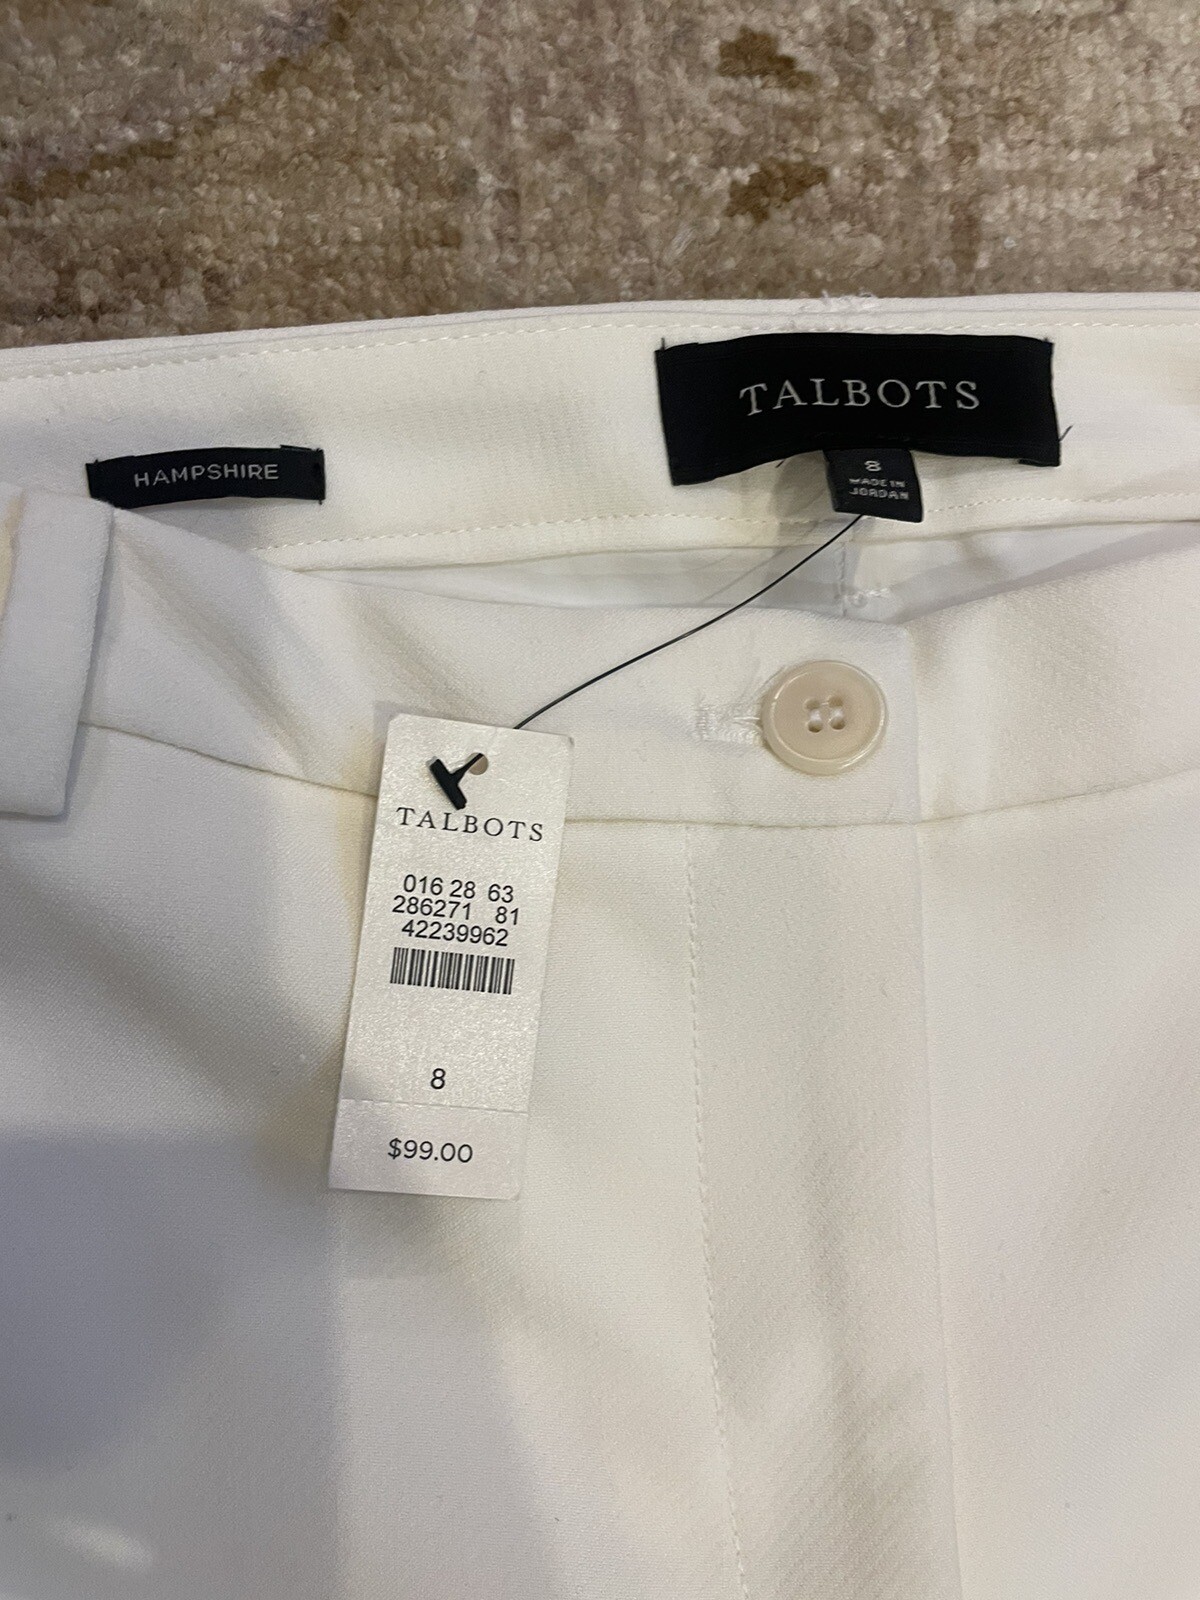 TALBOTS
HAMPSHIRE
8
MADE IN
JORDAN
TALBOTS
016 28 63
286271 81
42239962
8
$99.00